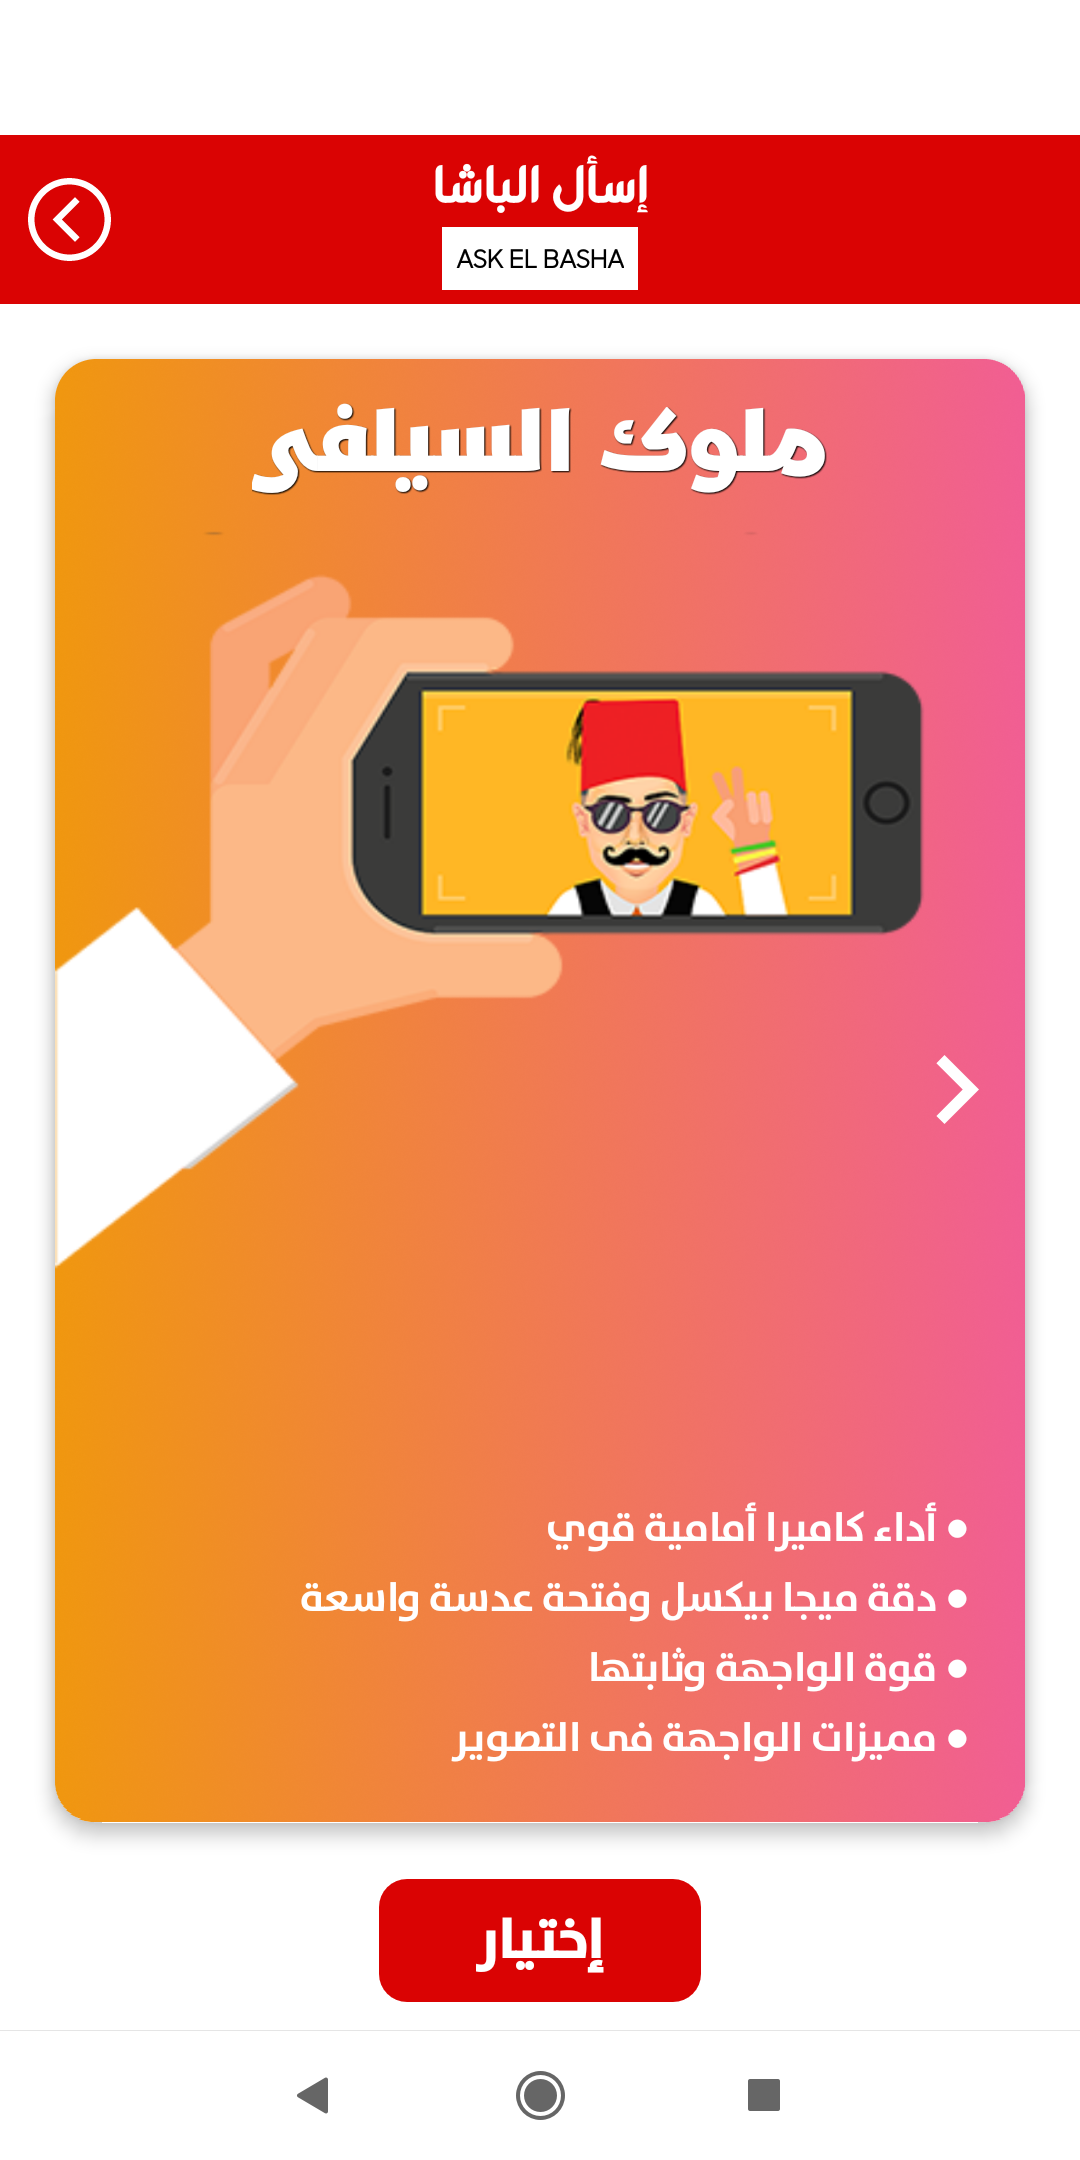 إسأل الباشا
ASK EL BASHA
ملوك السيلفى
• أداء كاميرا أمامية قوي
• دقة ميجا بيكسل وفتحة عدسة واسعة
• قوة الواجهة وثابتها
• مميزات الواجهة فى التصوير
إختيار